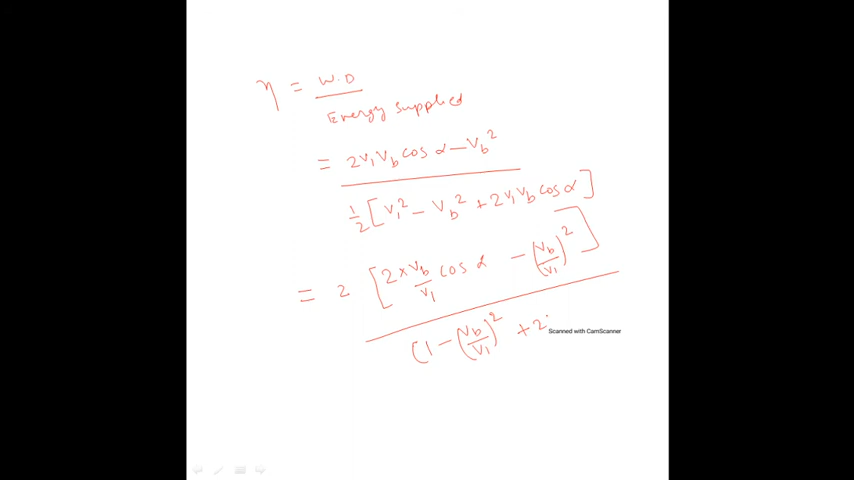 η = W.D / Energy supplied
= 2V₁V_b cos α − V_b² / ½[V₁² − V_b² + 2V₁V_b cos α]
= 2 [2 × V_b/V₁ cos α − (V_b/V₁)²] / (1 − (V_b/V₁)² + 2
Scanned with CamScanner